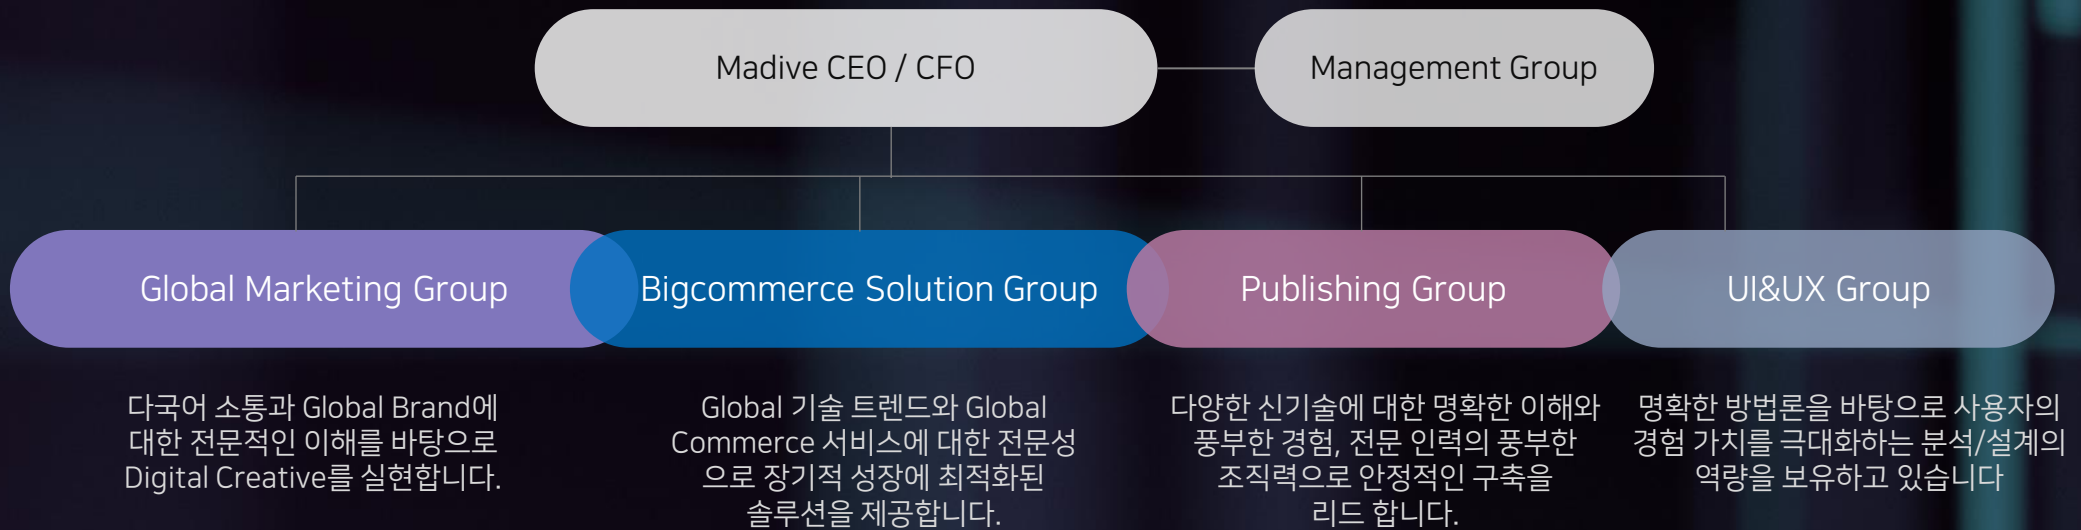 Madive CEO / CFO
Management Group
Global Marketing Group
Bigcommerce Solution Group
Publishing Group
UI&UX Group
다국어 소통과 Global Brand에
대한 전문적인 이해를 바탕으로
Digital Creative를 실현합니다.
Global 기술 트렌드와 Global
Commerce 서비스에 대한 전문성
으로 장기적 성장에 최적화된
솔루션을 제공합니다.
다양한 신기술에 대한 명확한 이해와
풍부한 경험, 전문 인력의 풍부한
조직력으로 안정적인 구축을
리드 합니다.
명확한 방법론을 바탕으로 사용자의
경험 가치를 극대화하는 분석/설계의
역량을 보유하고 있습니다